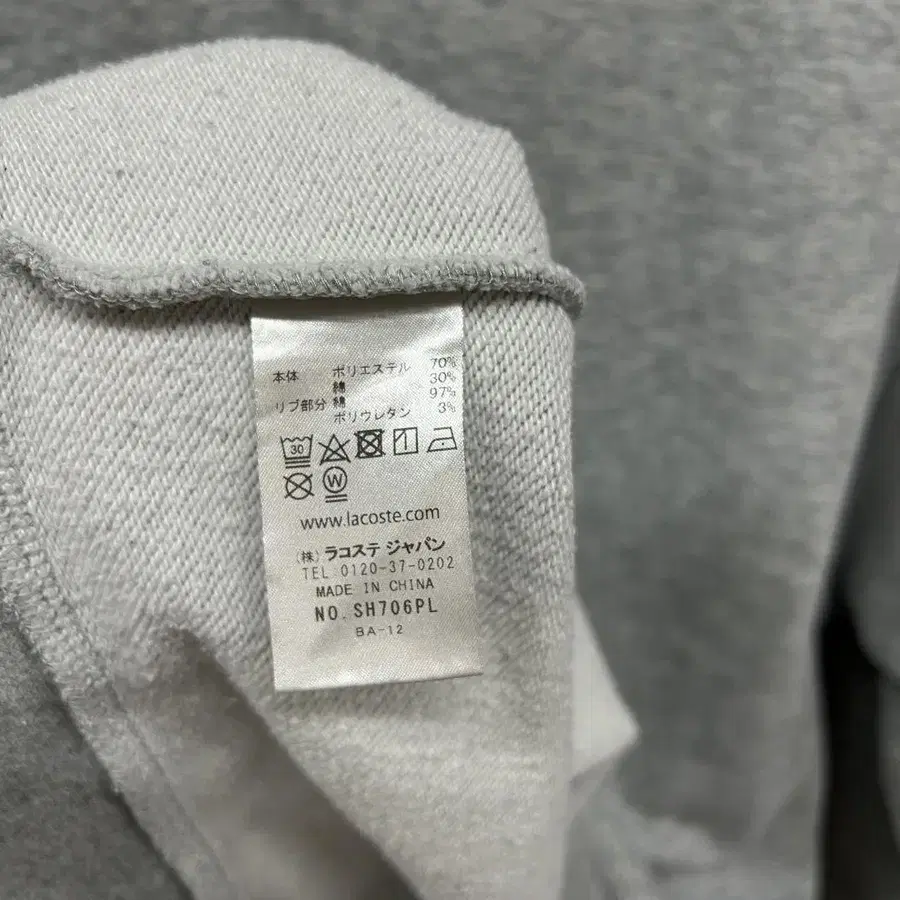 本体 ポリエステル 70%
綿 30%
リブ部分 綿 97%
ポリウレタン 3%
30
W
www.lacoste.com
(株) ラコステ ジャパン
TEL 0120-37-0202
MADE IN CHINA
NO. SH706PL
BA-12